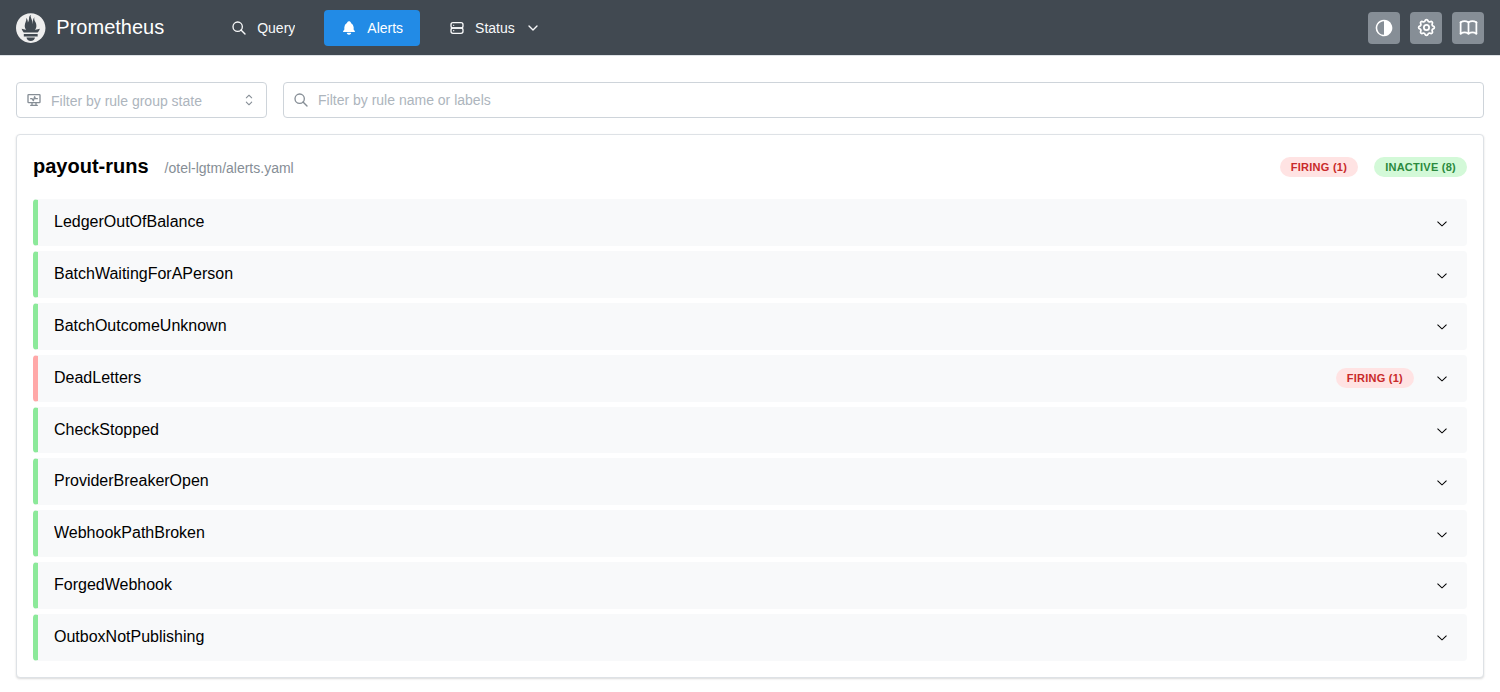 Prometheus Query Alerts Status
Filter by rule group state Filter by rule name or labels
payout-runs /otel-lgtm/alerts.yaml FIRING (1) INACTIVE (8)
LedgerOutOfBalance
BatchWaitingForAPerson
BatchOutcomeUnknown
DeadLetters FIRING (1)
CheckStopped
ProviderBreakerOpen
WebhookPathBroken
ForgedWebhook
OutboxNotPublishing